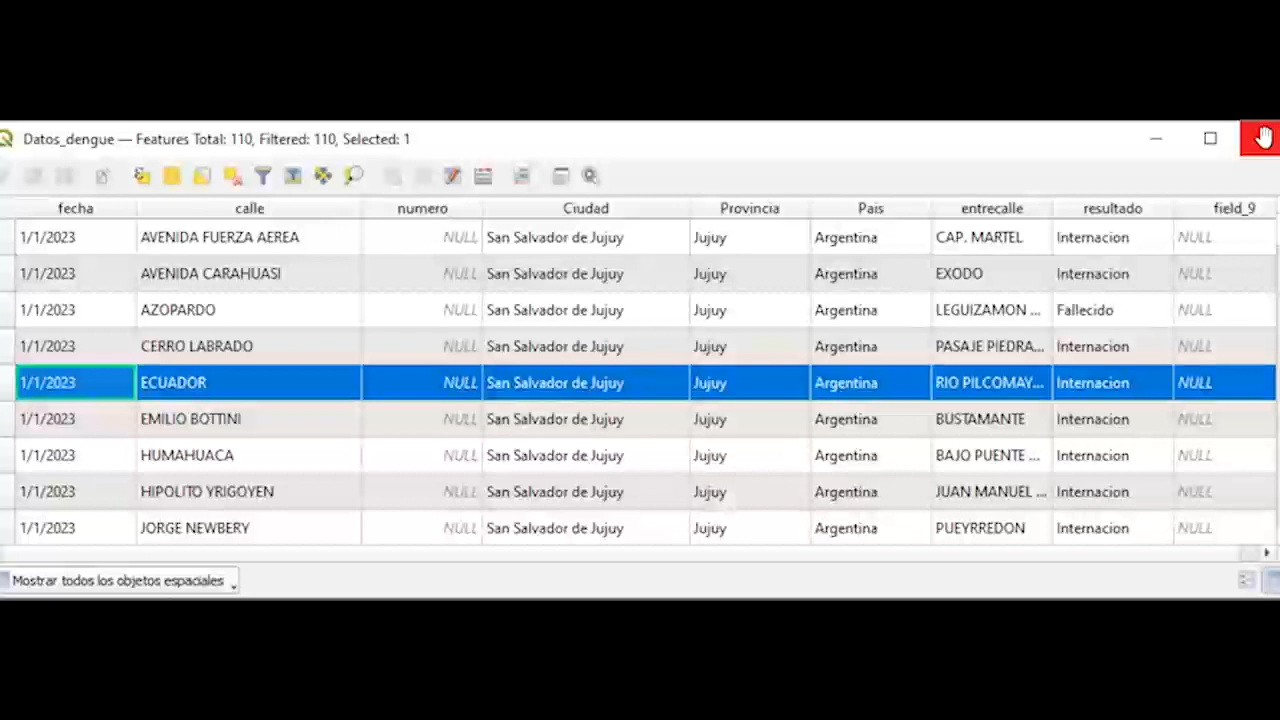 Datos_dengue — Features Total: 110, Filtered: 110, Selected: 1
fecha calle numero Ciudad Provincia Pais entrecalle resultado field_9
1/1/2023 AVENIDA FUERZA AEREA NULL San Salvador de Jujuy Jujuy Argentina CAP. MARTEL Internacion NULL
1/1/2023 AVENIDA CARAHUASI NULL San Salvador de Jujuy Jujuy Argentina EXODO Internacion NULL
1/1/2023 AZOPARDO NULL San Salvador de Jujuy Jujuy Argentina LEGUIZAMON ... Fallecido NULL
1/1/2023 CERRO LABRADO NULL San Salvador de Jujuy Jujuy Argentina PASAJE PIEDRA... Internacion NULL
1/1/2023 ECUADOR NULL San Salvador de Jujuy Jujuy Argentina RIO PILCOMAY... Internacion NULL
1/1/2023 EMILIO BOTTINI NULL San Salvador de Jujuy Jujuy Argentina BUSTAMANTE Internacion NULL
1/1/2023 HUMAHUACA NULL San Salvador de Jujuy Jujuy Argentina BAJO PUENTE ... Internacion NULL
1/1/2023 HIPOLITO YRIGOYEN NULL San Salvador de Jujuy Jujuy Argentina JUAN MANUEL ... Internacion NULL
1/1/2023 JORGE NEWBERY NULL San Salvador de Jujuy Jujuy Argentina PUEYRREDON Internacion NULL
Mostrar todos los objetos espaciales